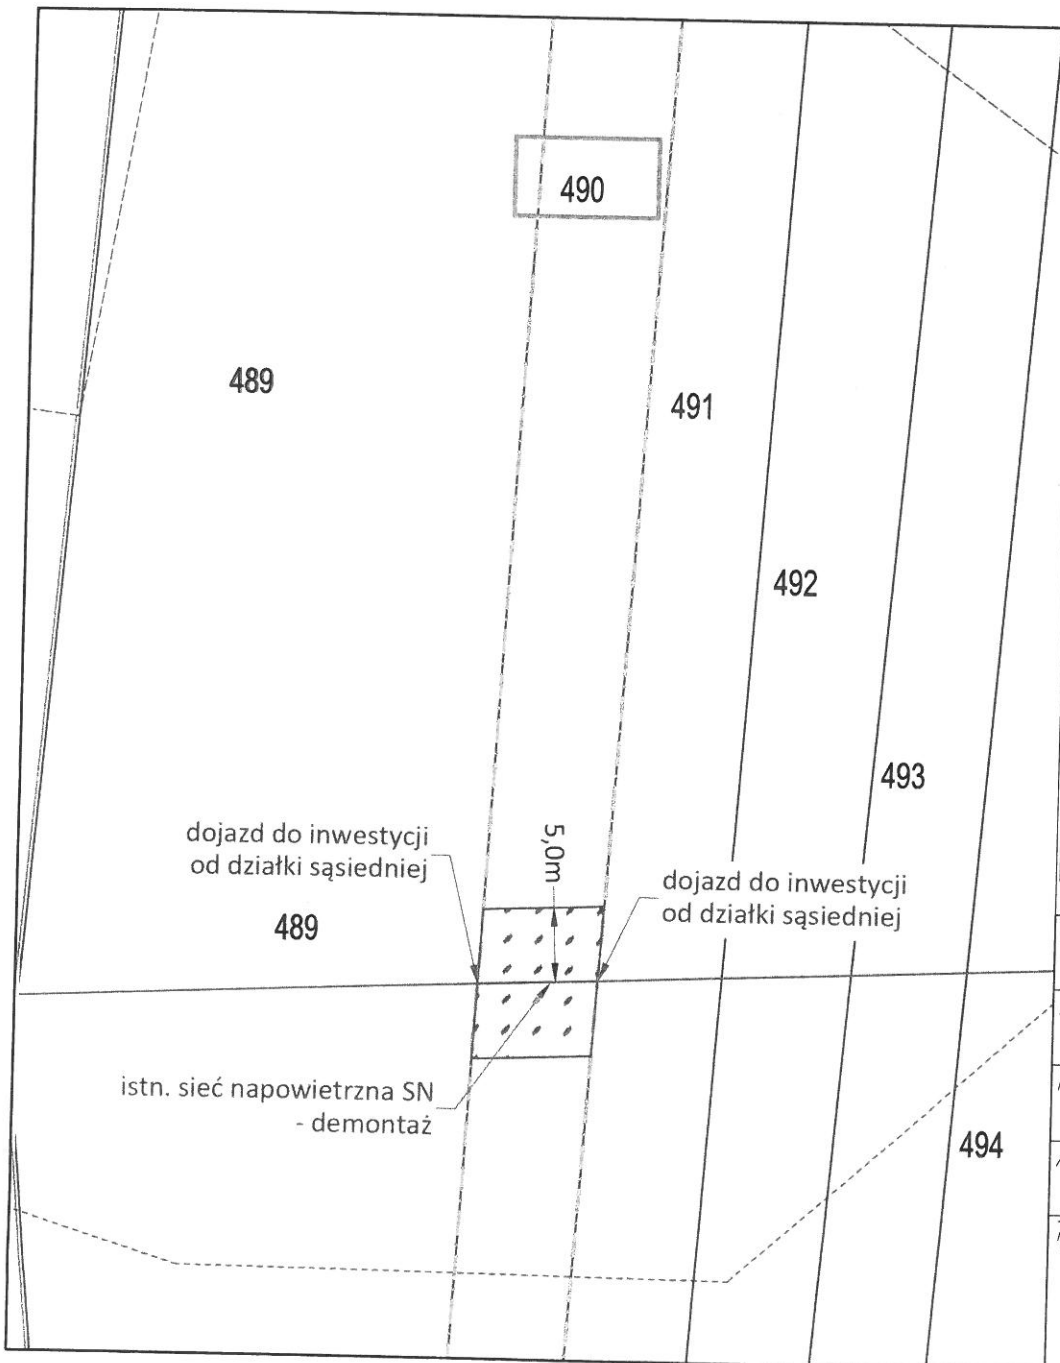 490
489
491
492
493
dojazd do inwestycji
od działki sąsiedniej
5,0m
dojazd do inwestycji
od działki sąsiedniej
489
istn. sieć napowietrzna SN
- demontaż
494